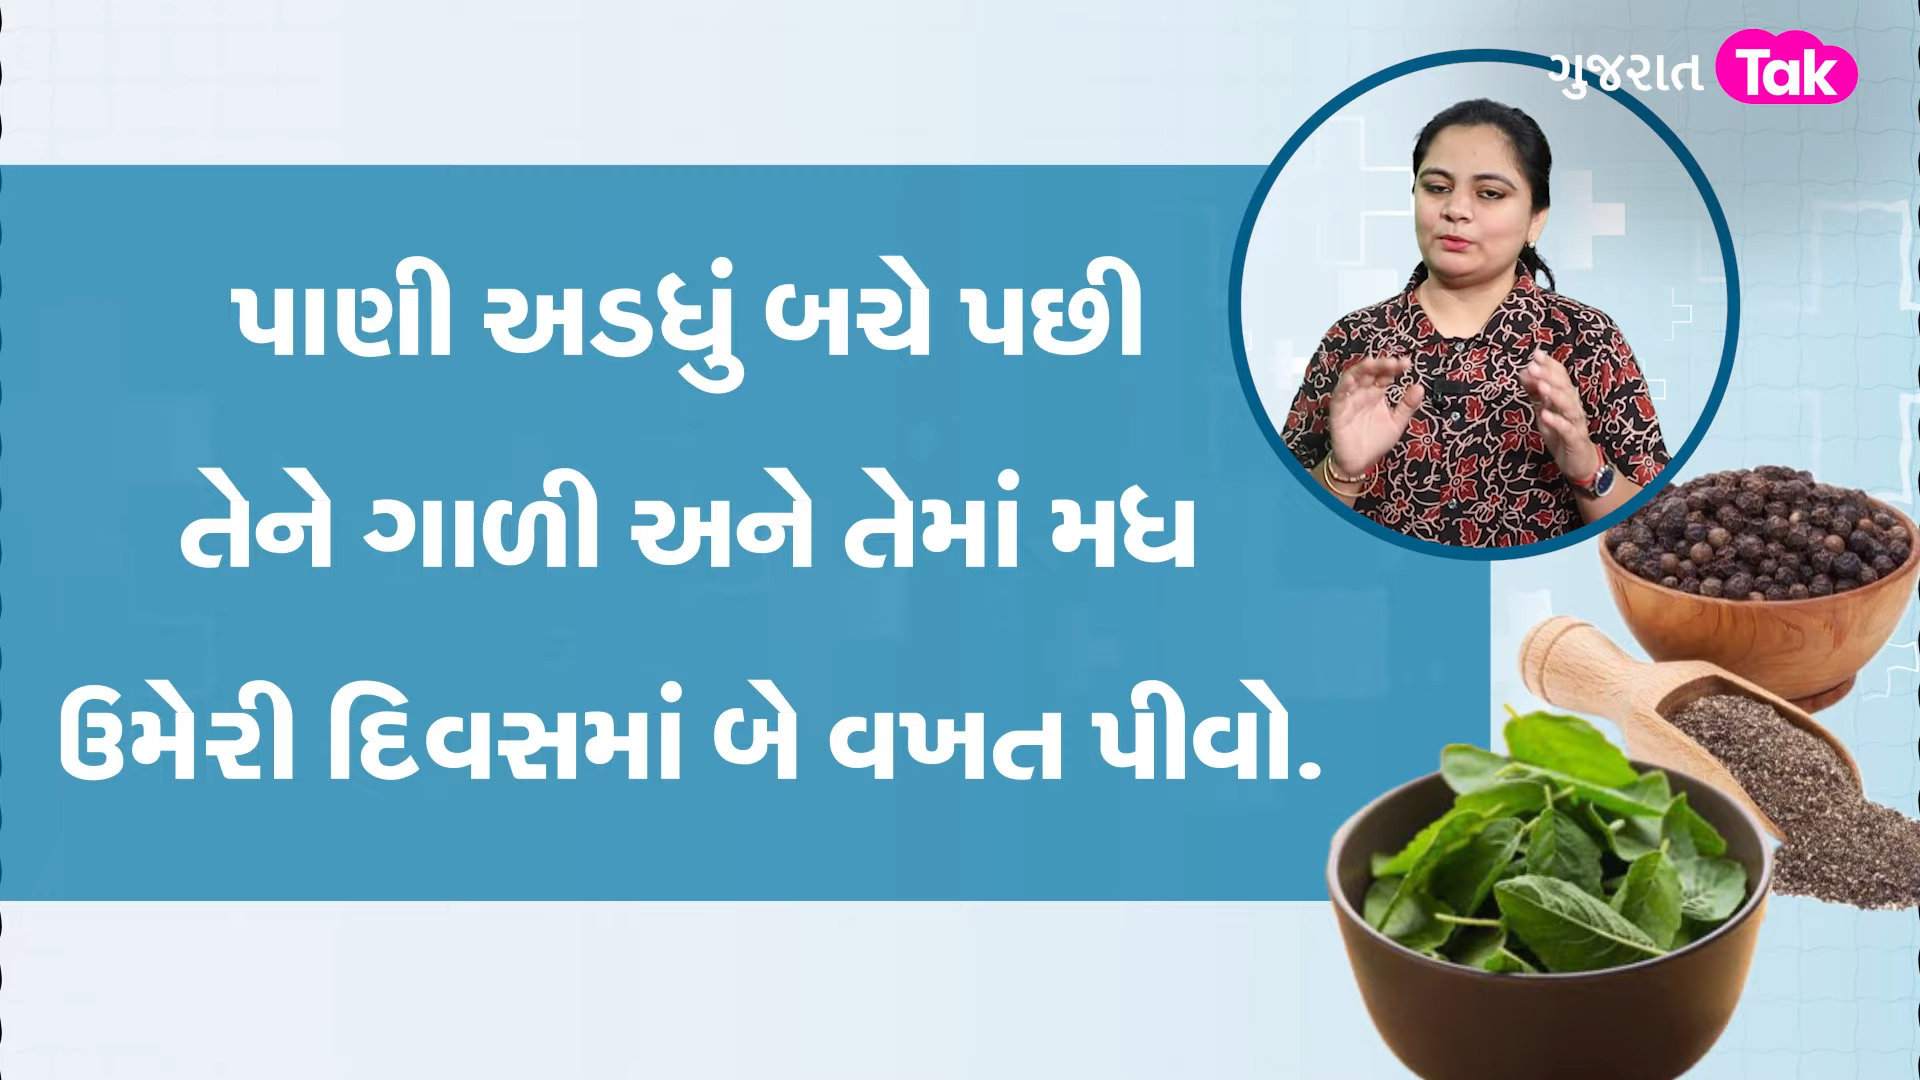 ગુજરાત Tak
પાણી અડધું બચે પછી
તેને ગાળી અને તેમાં મધ
ઉમેરી દિવસમાં બે વખત પીવો.